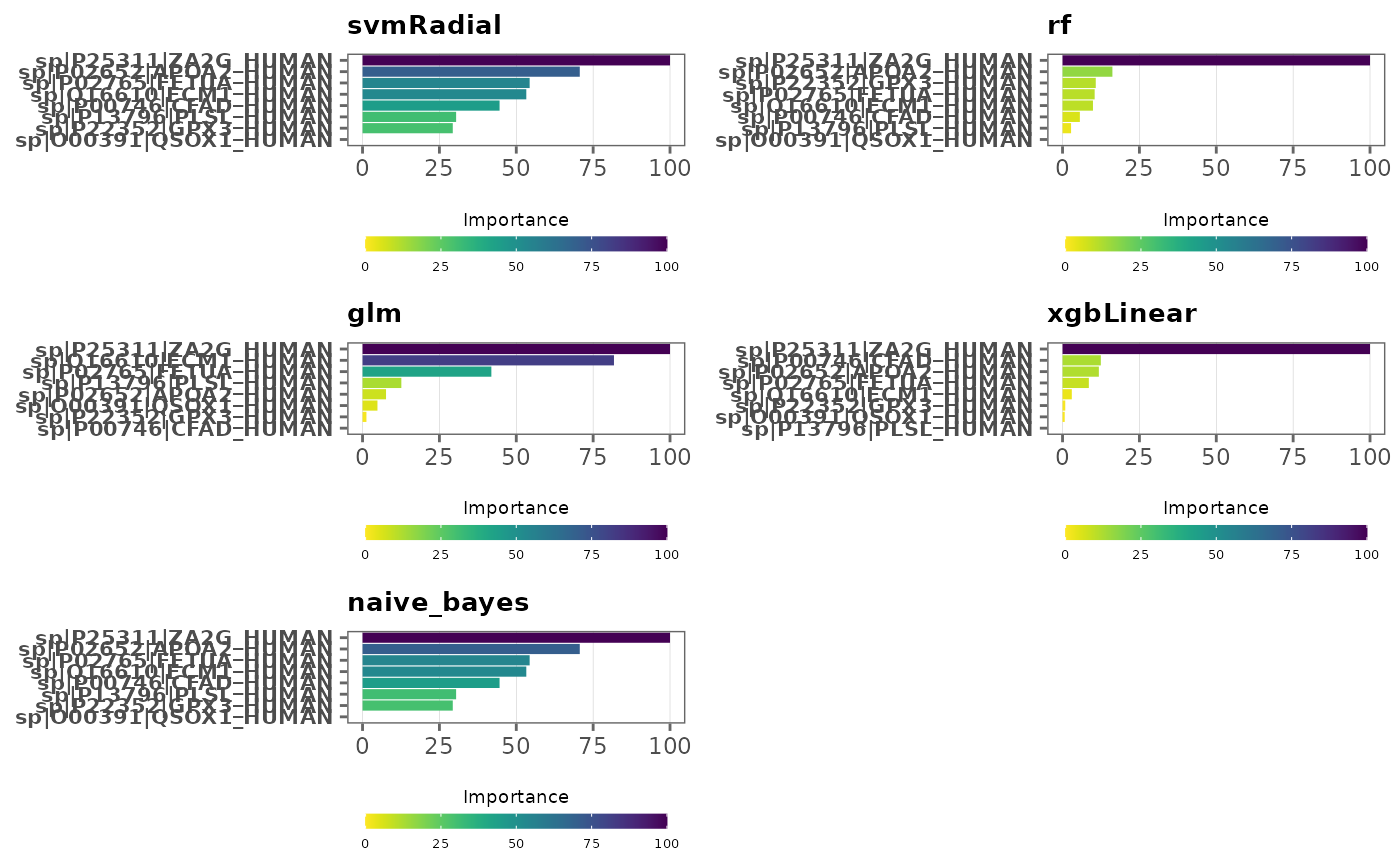 svmRadial
sp|P25311|ZA2G_HUMAN
sp|P02652|APOA2_HUMAN
sp|P02765|FETUA_HUMAN
sp|Q16610|ECM1_HUMAN
sp|P00746|CFAD_HUMAN
sp|P13796|PLSL_HUMAN
sp|P22352|GPX3_HUMAN
sp|O00391|QSOX1_HUMAN
0 25 50 75 100
Importance
0 25 50 75 100
rf
sp|P25311|ZA2G_HUMAN
sp|P02652|APOA2_HUMAN
sp|P22352|GPX3_HUMAN
sp|P02765|FETUA_HUMAN
sp|Q16610|ECM1_HUMAN
sp|P00746|CFAD_HUMAN
sp|P13796|PLSL_HUMAN
sp|O00391|QSOX1_HUMAN
0 25 50 75 100
Importance
0 25 50 75 100
glm
sp|P25311|ZA2G_HUMAN
sp|Q16610|ECM1_HUMAN
sp|P02765|FETUA_HUMAN
sp|P13796|PLSL_HUMAN
sp|P02652|APOA2_HUMAN
sp|O00391|QSOX1_HUMAN
sp|P22352|GPX3_HUMAN
sp|P00746|CFAD_HUMAN
0 25 50 75 100
Importance
0 25 50 75 100
xgbLinear
sp|P25311|ZA2G_HUMAN
sp|P00746|CFAD_HUMAN
sp|P02652|APOA2_HUMAN
sp|P02765|FETUA_HUMAN
sp|Q16610|ECM1_HUMAN
sp|P22352|GPX3_HUMAN
sp|O00391|QSOX1_HUMAN
sp|P13796|PLSL_HUMAN
0 25 50 75 100
Importance
0 25 50 75 100
naive_bayes
sp|P25311|ZA2G_HUMAN
sp|P02652|APOA2_HUMAN
sp|P02765|FETUA_HUMAN
sp|Q16610|ECM1_HUMAN
sp|P00746|CFAD_HUMAN
sp|P13796|PLSL_HUMAN
sp|P22352|GPX3_HUMAN
sp|O00391|QSOX1_HUMAN
0 25 50 75 100
Importance
0 25 50 75 100